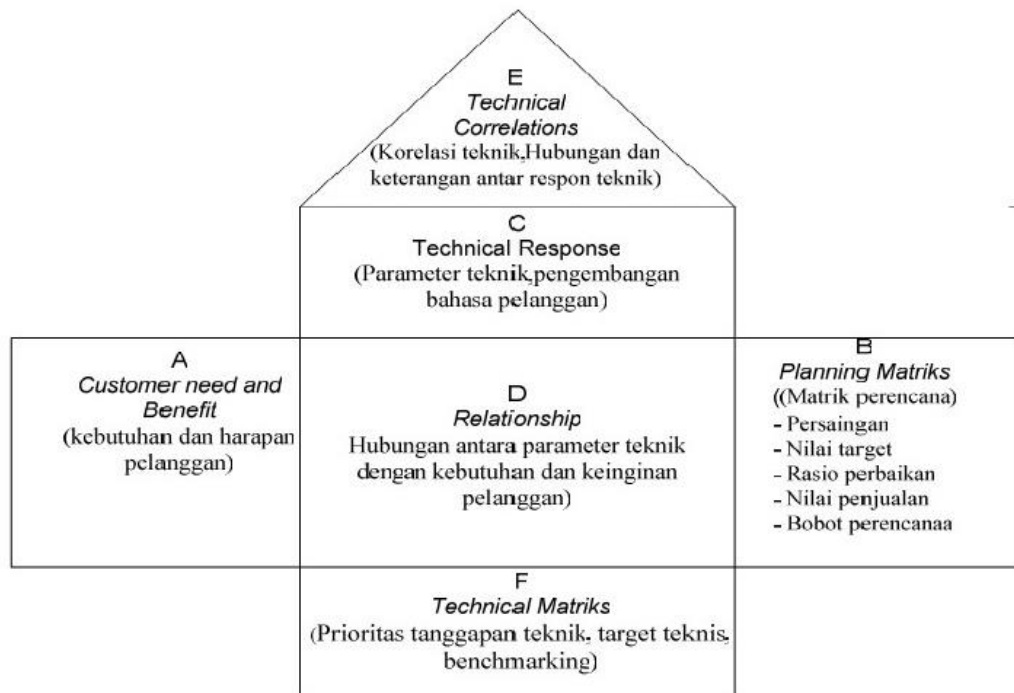 E
Technical
Correlations
(Korelasi teknik,Hubungan dan
keterangan antar respon teknik)
C
Technical Response
(Parameter teknik,pengembangan
bahasa pelanggan)
A
Customer need and
Benefit
(kebutuhan dan harapan
pelanggan)
D
Relationship
Hubungan antara parameter teknik
dengan kebutuhan dan keinginan
pelanggan)
B
Planning Matriks
((Matrik perencana)
- Persaingan
- Nilai target
- Rasio perbaikan
- Nilai penjualan
- Bobot perencanaa
F
Technical Matriks
(Prioritas tanggapan teknik, target teknis,
benchmarking)